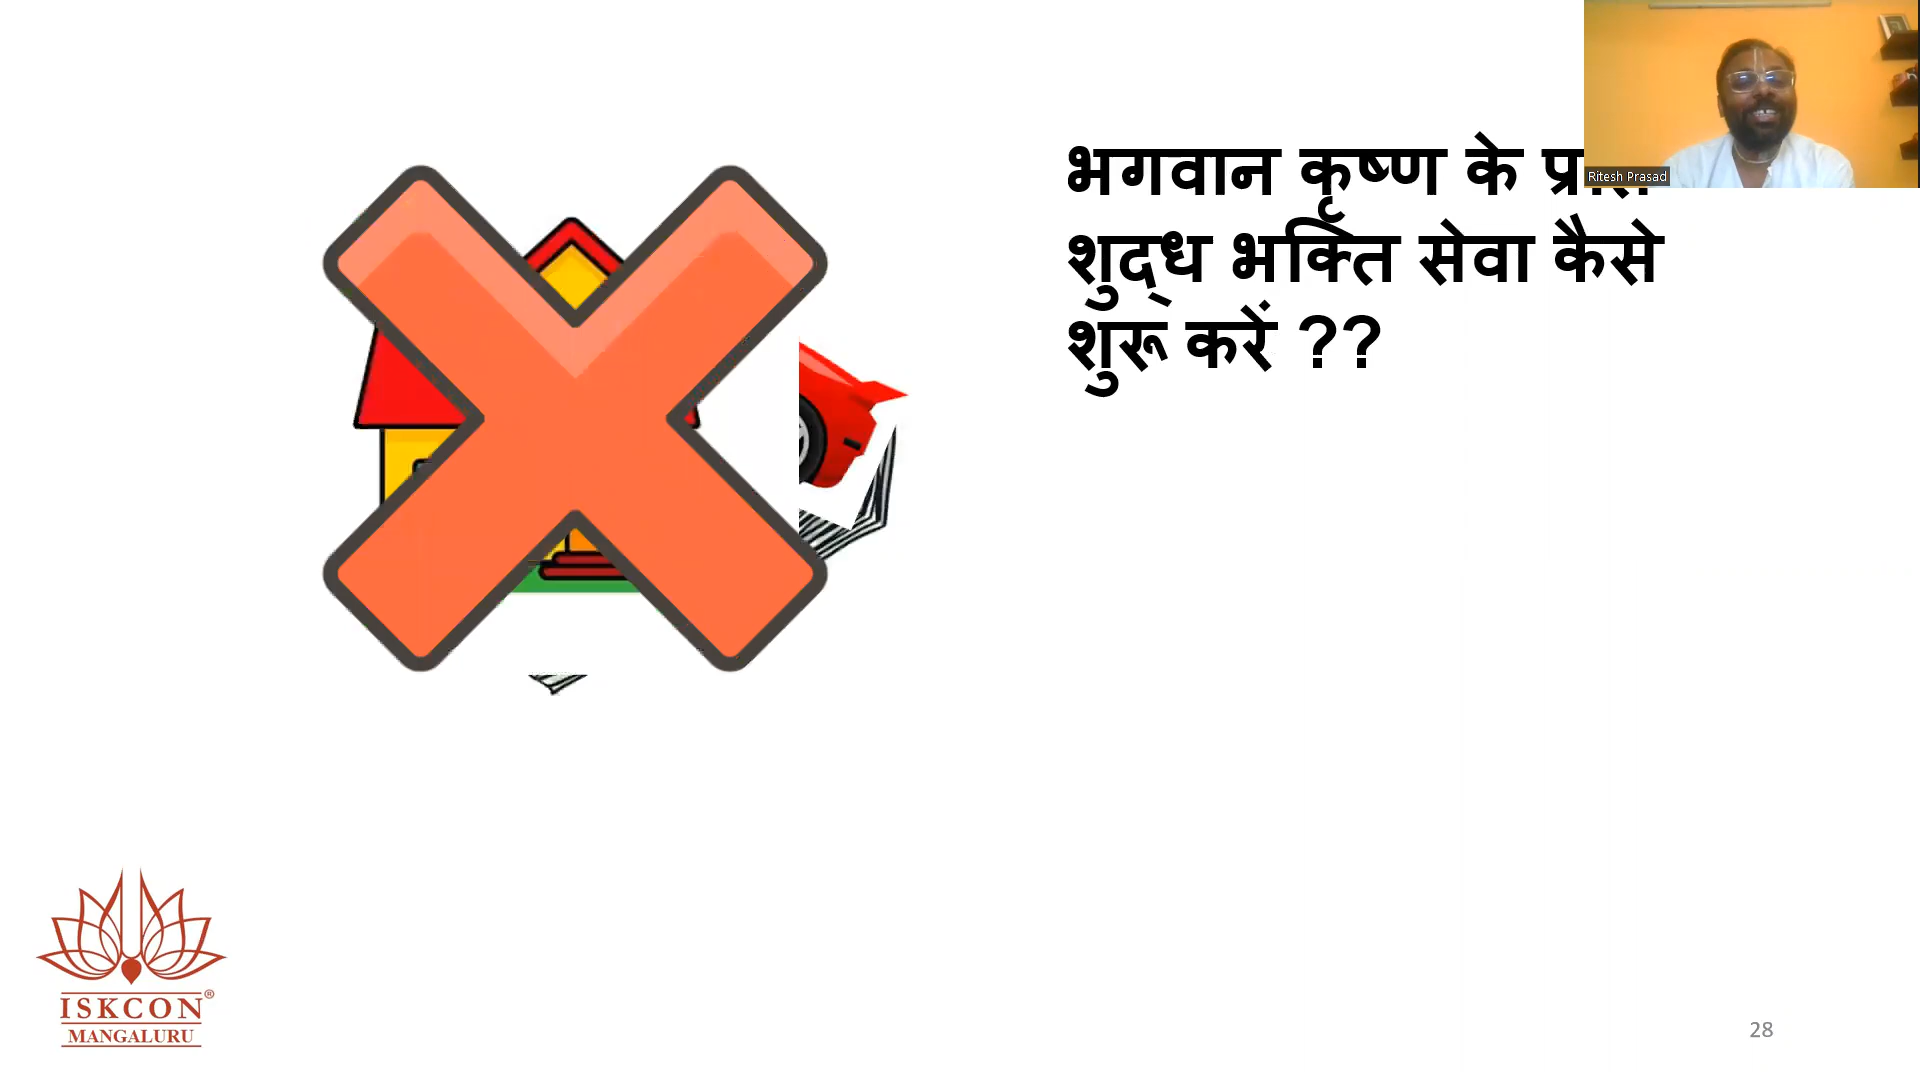 भगवान कृष्ण के
शुद्ध भक्ति सेवा कैसे
शुरू करें ??
Ritesh Prasad
ISKCON®
MANGALURU
28